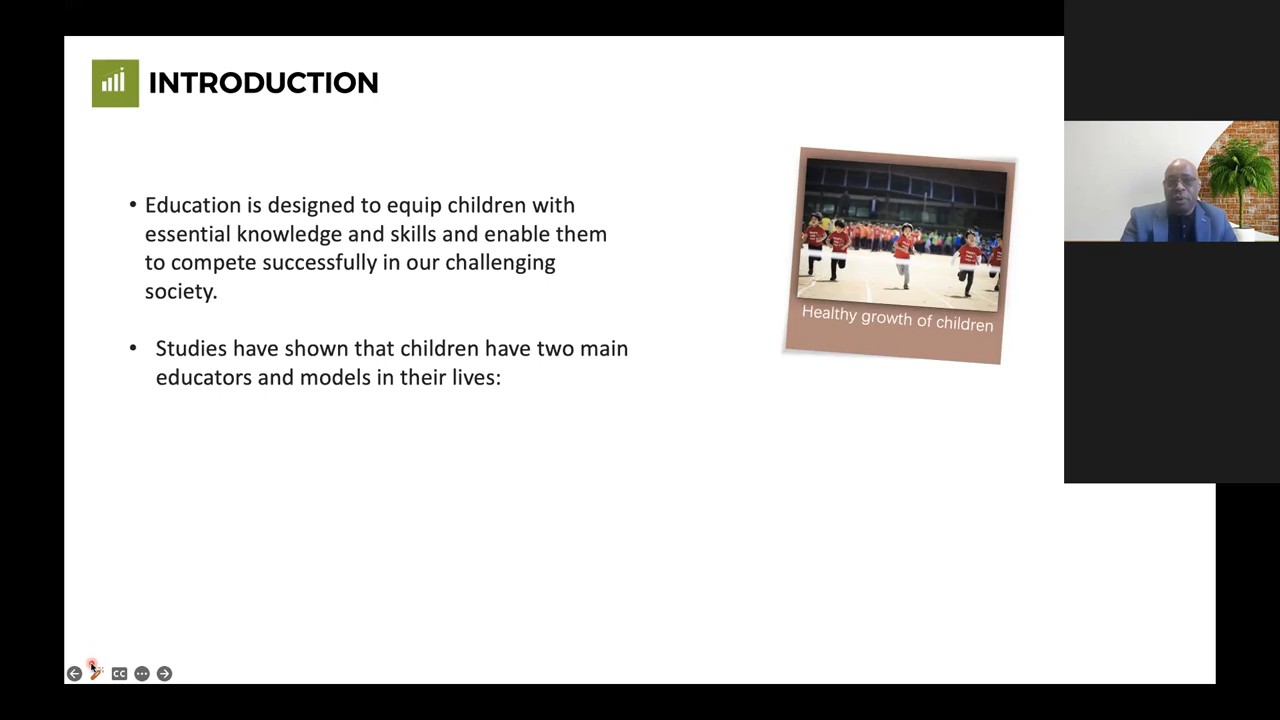 INTRODUCTION
• Education is designed to equip children with
essential knowledge and skills and enable them
to compete successfully in our challenging
society.
• Studies have shown that children have two main
educators and models in their lives:
Healthy growth of children
CC